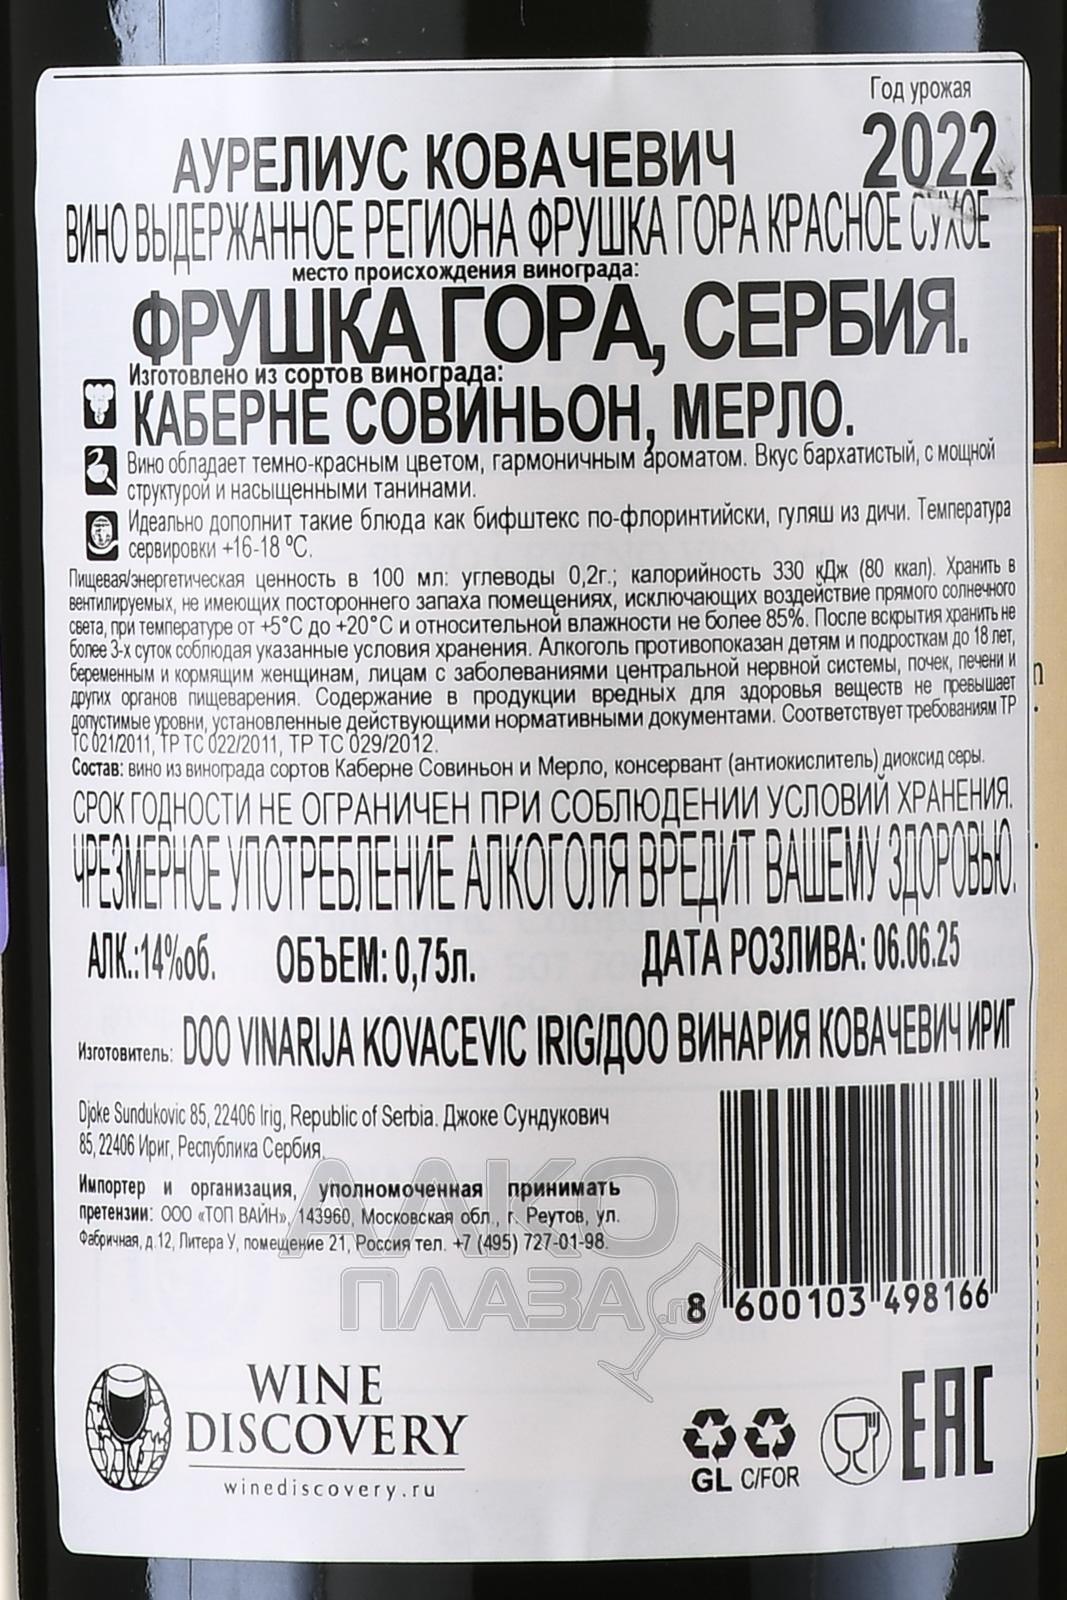 Год урожая
2022
АУРЕЛИУС КОВАЧЕВИЧ
ВИНО ВЫДЕРЖАННОЕ РЕГИОНА ФРУШКА ГОРА КРАСНОЕ СУХОЕ
место происхождения винограда:
ФРУШКА ГОРА, СЕРБИЯ.
Изготовлено из сортов винограда:
КАБЕРНЕ СОВИНЬОН, МЕРЛО.
Вино обладает темно-красным цветом, гармоничным ароматом. Вкус бархатистый, с мощной
структурой и насыщенными танинами.
Идеально дополнит такие блюда как бифштекс по-флоринтийски, гуляш из дичи. Температура
сервировки +16-18 °С.
Пищевая/энергетическая ценность в 100 мл: углеводы 0,2г.; калорийность 330 кДж (80 ккал). Хранить в
вентилируемых, не имеющих постороннего запаха помещениях, исключающих воздействие прямого солнечного
света, при температуре от +5°С до +20°С и относительной влажности не более 85%. После вскрытия хранить не
более 3-х суток соблюдая указанные условия хранения. Алкоголь противопоказан детям и подросткам до 18 лет,
беременным и кормящим женщинам, лицам с заболеваниями центральной нервной системы, почек, печени и
других органов пищеварения. Содержание в продукции вредных для здоровья веществ не превышает
допустимые уровни, установленные действующими нормативными документами. Соответствует требованиям ТР
ТС 021/2011, ТР ТС 022/2011, ТР ТС 029/2012.
Состав: вино из винограда сортов Каберне Совиньон и Мерло, консервант (антиокислитель) диоксид серы.
СРОК ГОДНОСТИ НЕ ОГРАНИЧЕН ПРИ СОБЛЮДЕНИИ УСЛОВИЙ ХРАНЕНИЯ.
ЧРЕЗМЕРНОЕ УПОТРЕБЛЕНИЕ АЛКОГОЛЯ ВРЕДИТ ВАШЕМУ ЗДОРОВЬЮ.
АЛК.:14%об. ОБЪЕМ: 0,75л. ДАТА РОЗЛИВА: 06.06.25
Изготовитель: DOO VINARIJA KOVACEVIC IRIG/ДОО ВИНАРИЯ КОВАЧЕВИЧ ИРИГ
Djoke Sundukovic 85, 22406 Irig, Republic of Serbia. Джоке Сундукович
85, 22406 Ириг, Республика Сербия.
Импортер и организация, уполномоченная принимать
претензии: ООО «ТОП ВАЙН», 143960, Московская обл., г. Реутов, ул.
Фабричная, д.12, Литера У, помещение 21, Россия тел. +7 (495) 727-01-98.
АЛКО
ПЛАЗА
.ru
8 600103 498166
WINE
DISCOVERY
winediscovery.ru
GL C/FOR
EAC